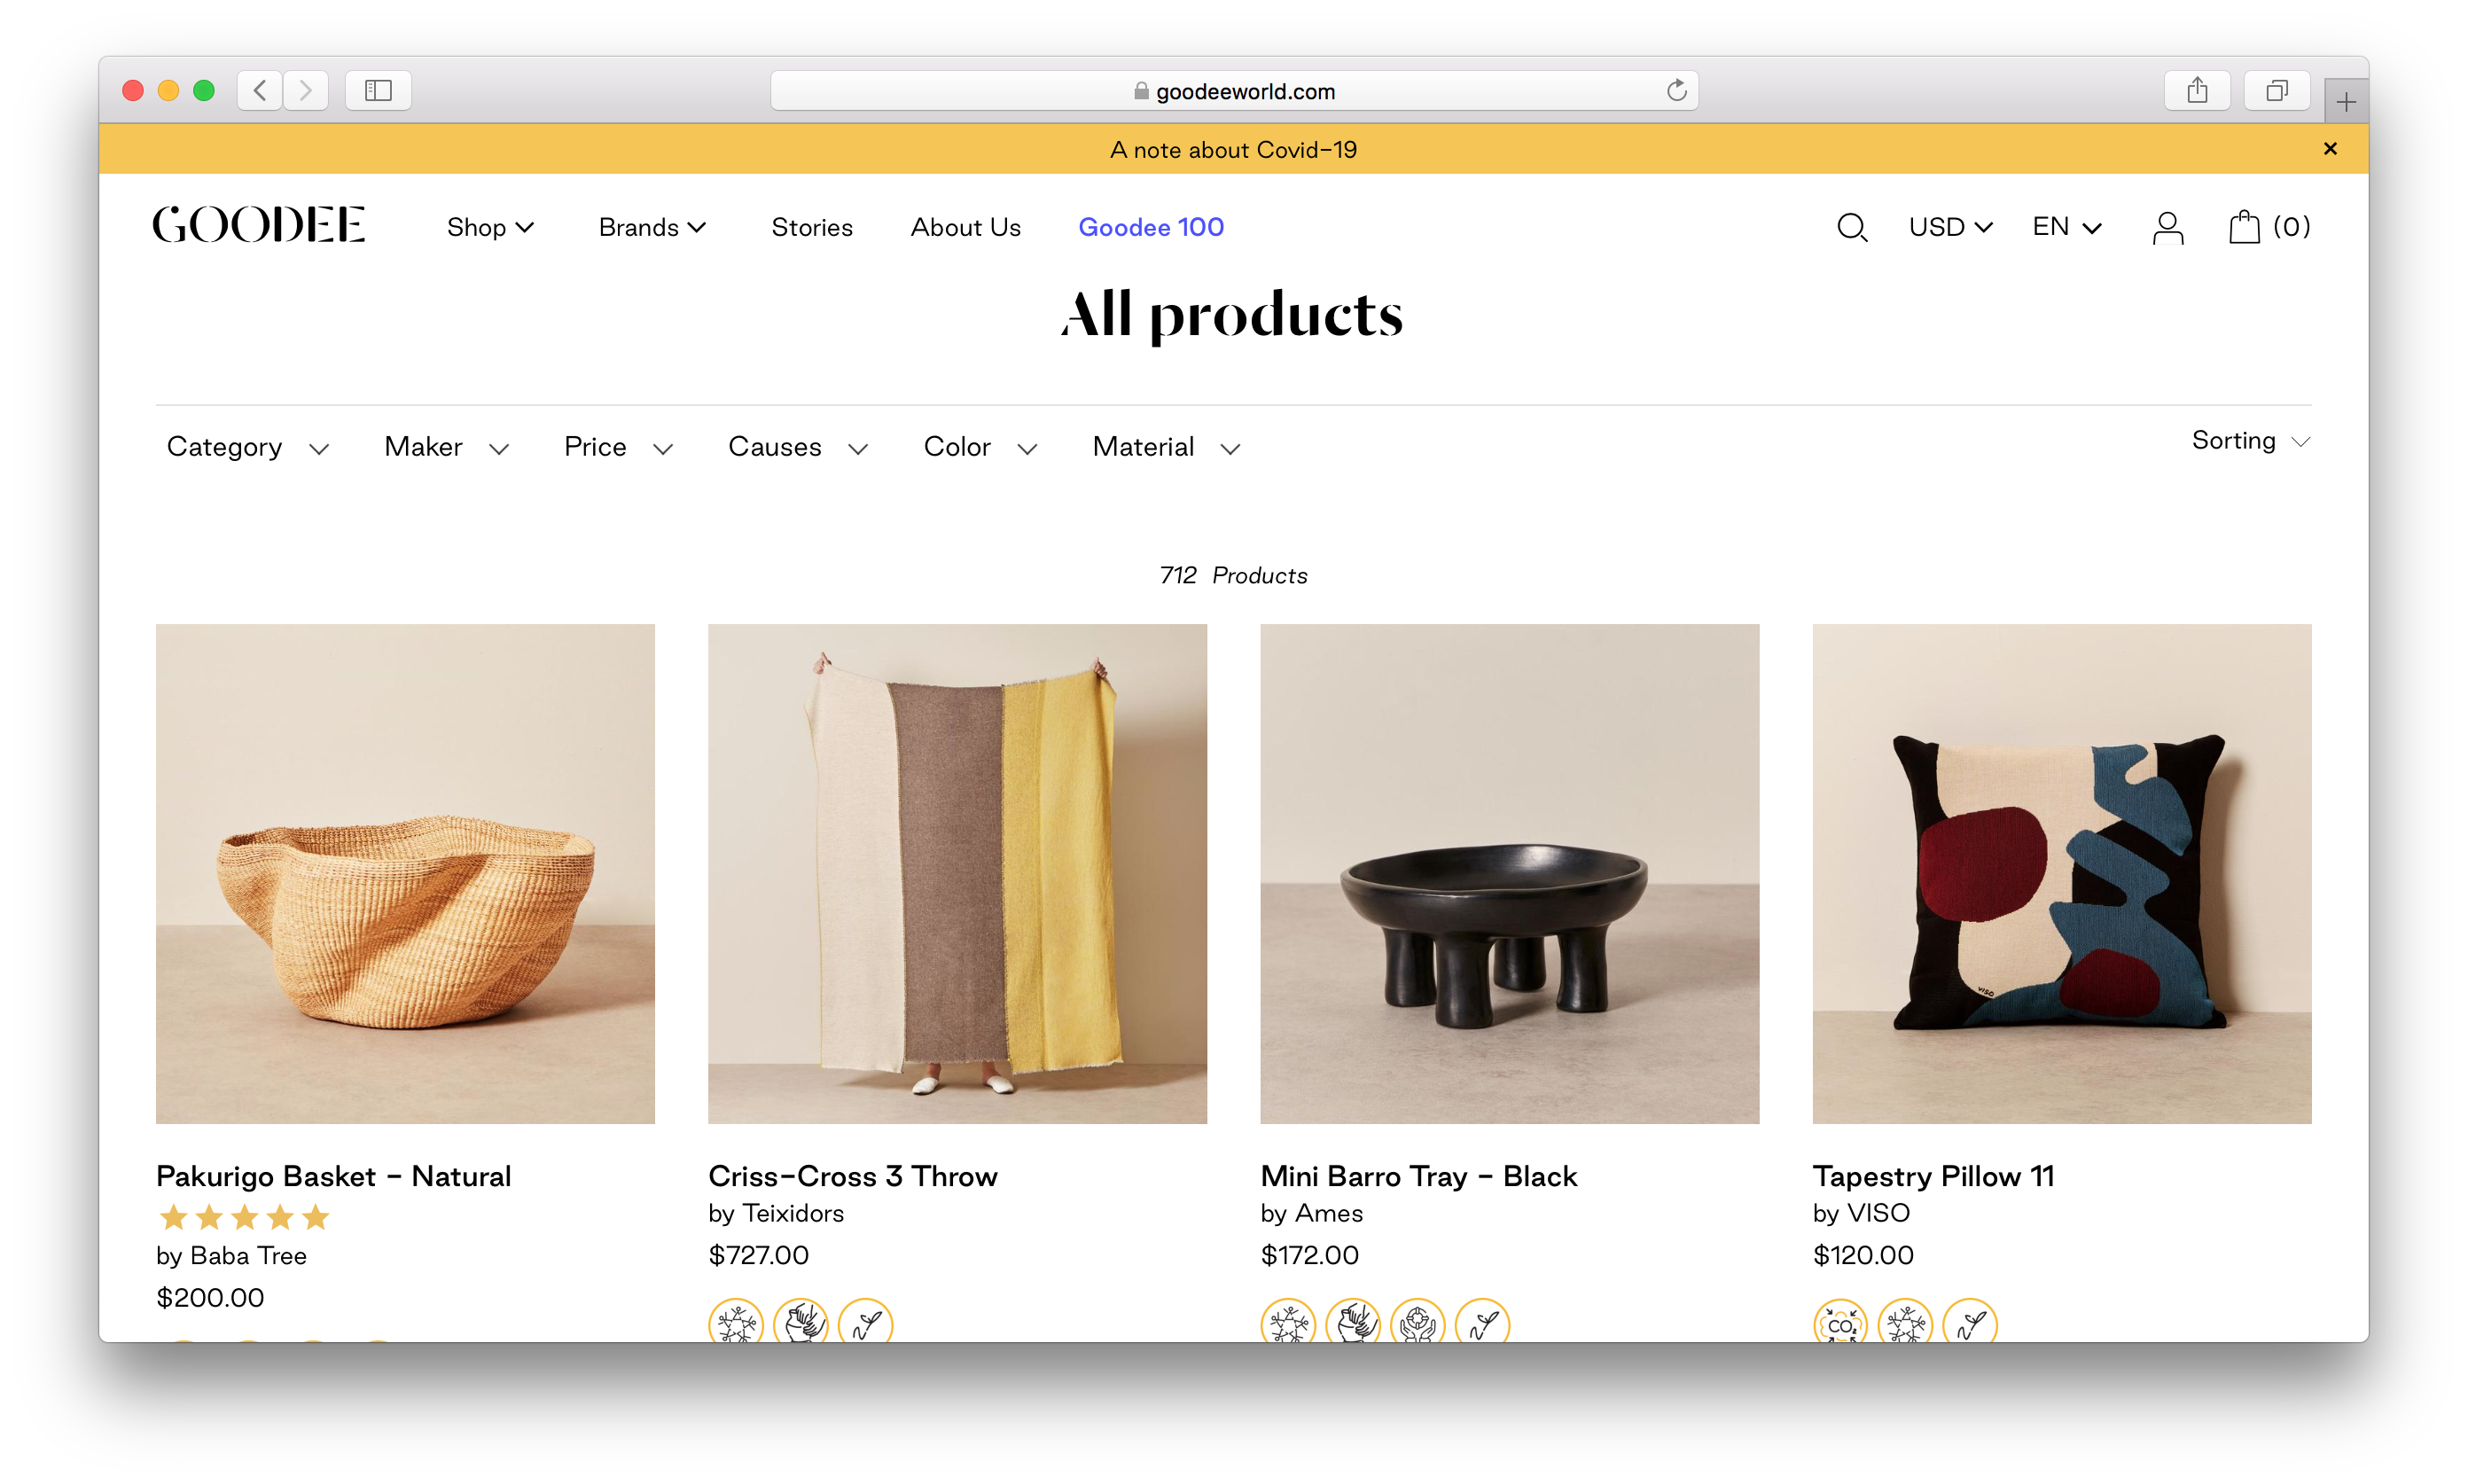 goodeeworld.com
A note about Covid-19
GOODEE Shop Brands Stories About Us Goodee 100 USD EN (0)
All products
Category Maker Price Causes Color Material Sorting
712 Products
VISO
Pakurigo Basket - Natural
by Baba Tree
$200.00
Criss-Cross 3 Throw
by Teixidors
$727.00
Mini Barro Tray - Black
by Ames
$172.00
Tapestry Pillow 11
by VISO
$120.00
CO₂